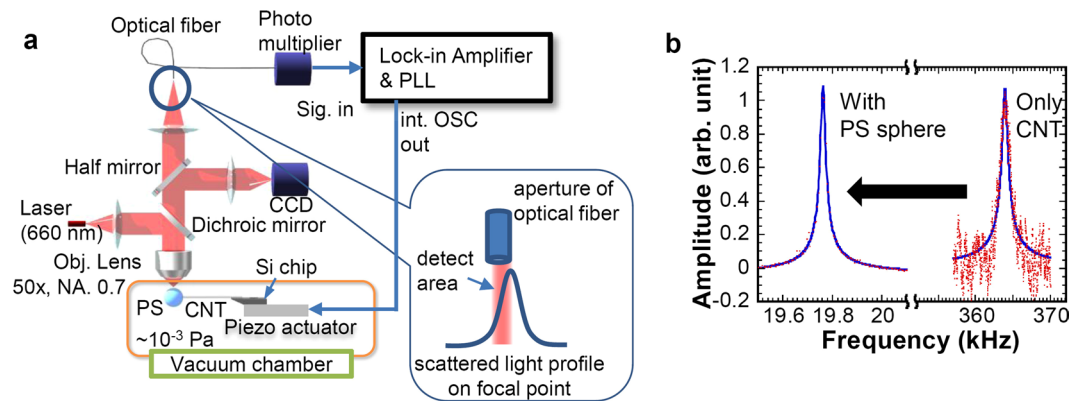 a
Optical fiber
Photo
multiplier
Lock-in Amplifier
& PLL
Sig. in
int. OSC
out
Half mirror
CCD
Laser
(660 nm)
Dichroic mirror
Obj. Lens
50x, NA. 0.7
Si chip
PS
CNT
Piezo actuator
~10-3 Pa
Vacuum chamber
aperture of
optical fiber
detect
area
scattered light profile
on focal point
b
Amplitude (arb. unit)
1.2
1
0.8
0.6
0.4
0.2
0
-0.2
With
PS sphere
Only
CNT
19.6 19.8 20 360 370
Frequency (kHz)